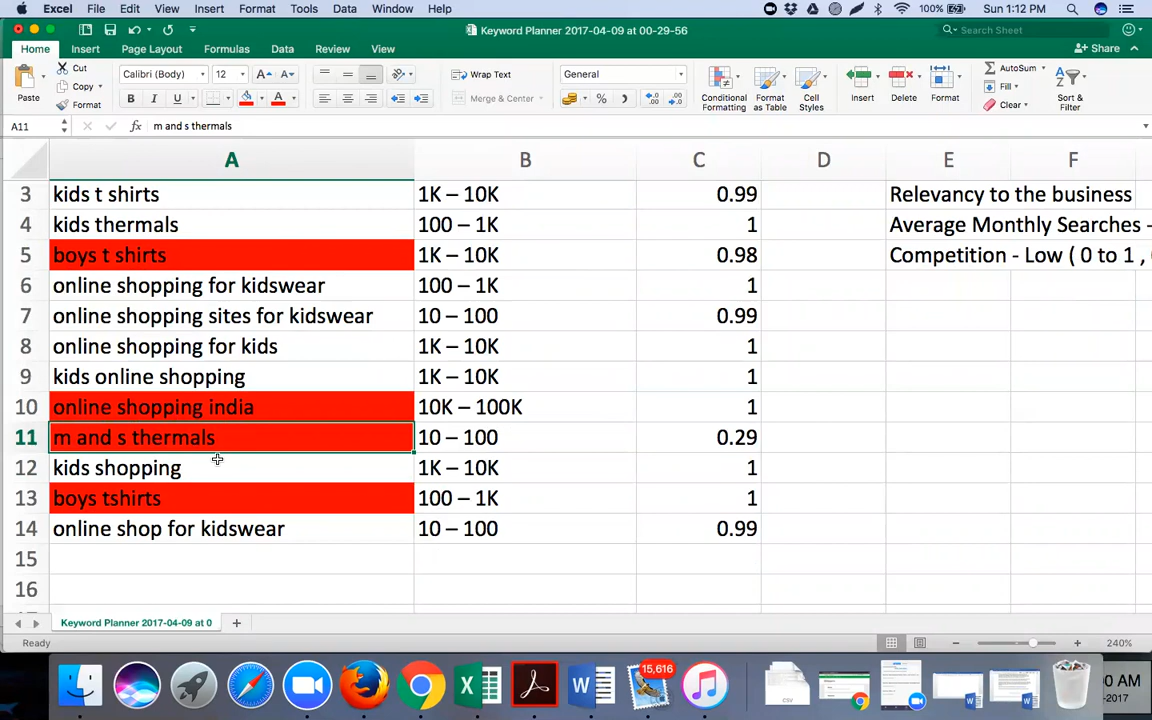 Excel File Edit View Insert Format Tools Data Window Help 100% Sun 1:12 PM
Keyword Planner 2017-04-09 at 00-29-56 Search Sheet
Home Insert Page Layout Formulas Data Review View Share
Paste Cut Copy Format
Calibri (Body) 12 A A
B I U A
Wrap Text
Merge & Center
General
%
Conditional Formatting
Format as Table
Cell Styles
Insert Delete Format
AutoSum
Fill
Clear
Sort & Filter
A11 fx m and s thermals
A B C D E F
3 kids t shirts 1K – 10K 0.99 Relevancy to the business
4 kids thermals 100 – 1K 1 Average Monthly Searches -
5 boys t shirts 1K – 10K 0.98 Competition - Low ( 0 to 1 ,
6 online shopping for kidswear 100 – 1K 1
7 online shopping sites for kidswear 10 – 100 0.99
8 online shopping for kids 1K – 10K 1
9 kids online shopping 1K – 10K 1
10 online shopping india 10K – 100K 1
11 m and s thermals 10 – 100 0.29
12 kids shopping 1K – 10K 1
13 boys tshirts 100 – 1K 1
14 online shop for kidswear 10 – 100 0.99
15
16
Keyword Planner 2017-04-09 at 0
Ready 240%
15,616
CSV